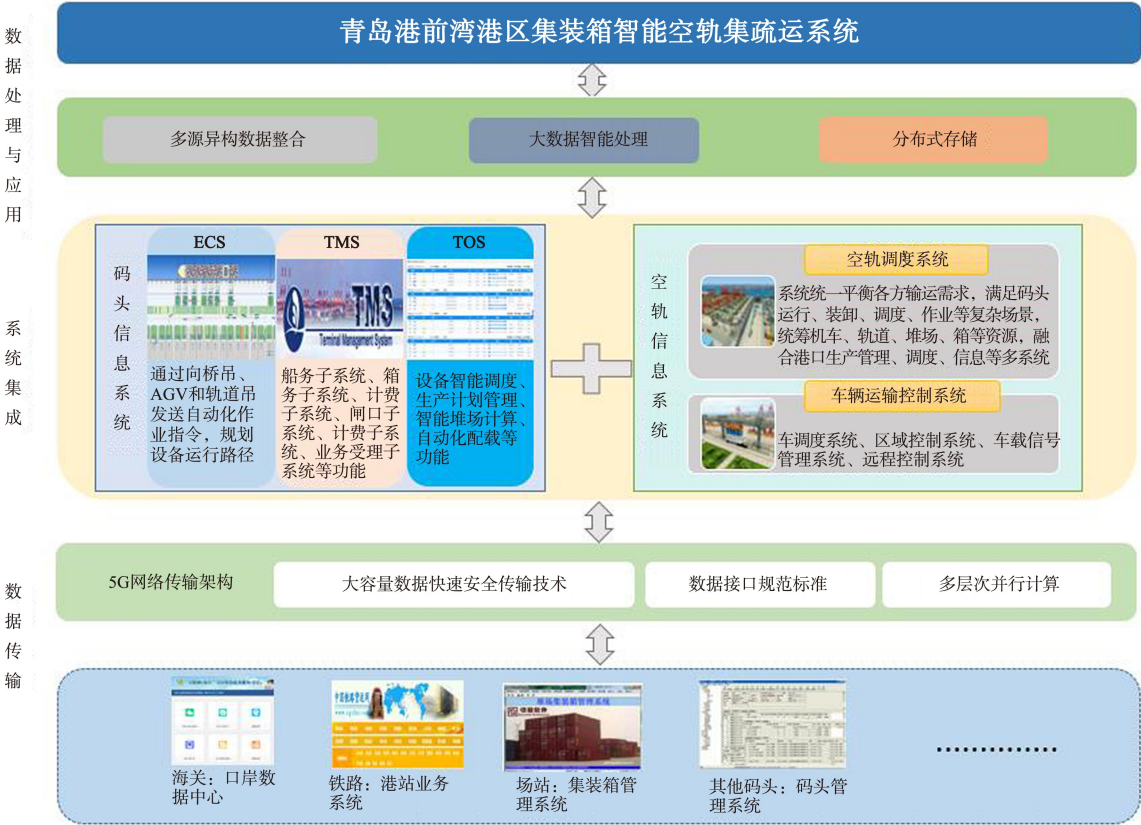 数据处理与应用
青岛港前湾港区集装箱智能空轨集疏运系统
多源异构数据整合
大数据智能处理
分布式存储
系统集成
码头信息系统
ECS
通过向桥吊、
AGV和轨道吊
发送自动化作
业指令，规划
设备运行路径
TMS
TMS
Terminal Management System
船务子系统、箱
务子系统、计费
子系统、闸口子
系统、计费子系
统、业务受理子
系统等功能
TOS
设备智能调度、
生产计划管理、
智能堆场计算、
自动化配载等
功能
空轨信息系统
空轨调度系统
系统统一平衡各方输运需求，满足码头
运行、装卸、调度、作业等复杂场景，
统筹机车、轨道、堆场、箱等资源，融
合港口生产管理、调度、信息等多系统
车辆运输控制系统
车调度系统、区域控制系统、车载信号
管理系统、远程控制系统
数据传输
5G网络传输架构
大容量数据快速安全传输技术
数据接口规范标准
多层次并行计算
海关：口岸数
据中心
铁路：港站业务
系统
堆场集装箱管理系统
场站：集装箱管
理系统
其他码头：码头管
理系统